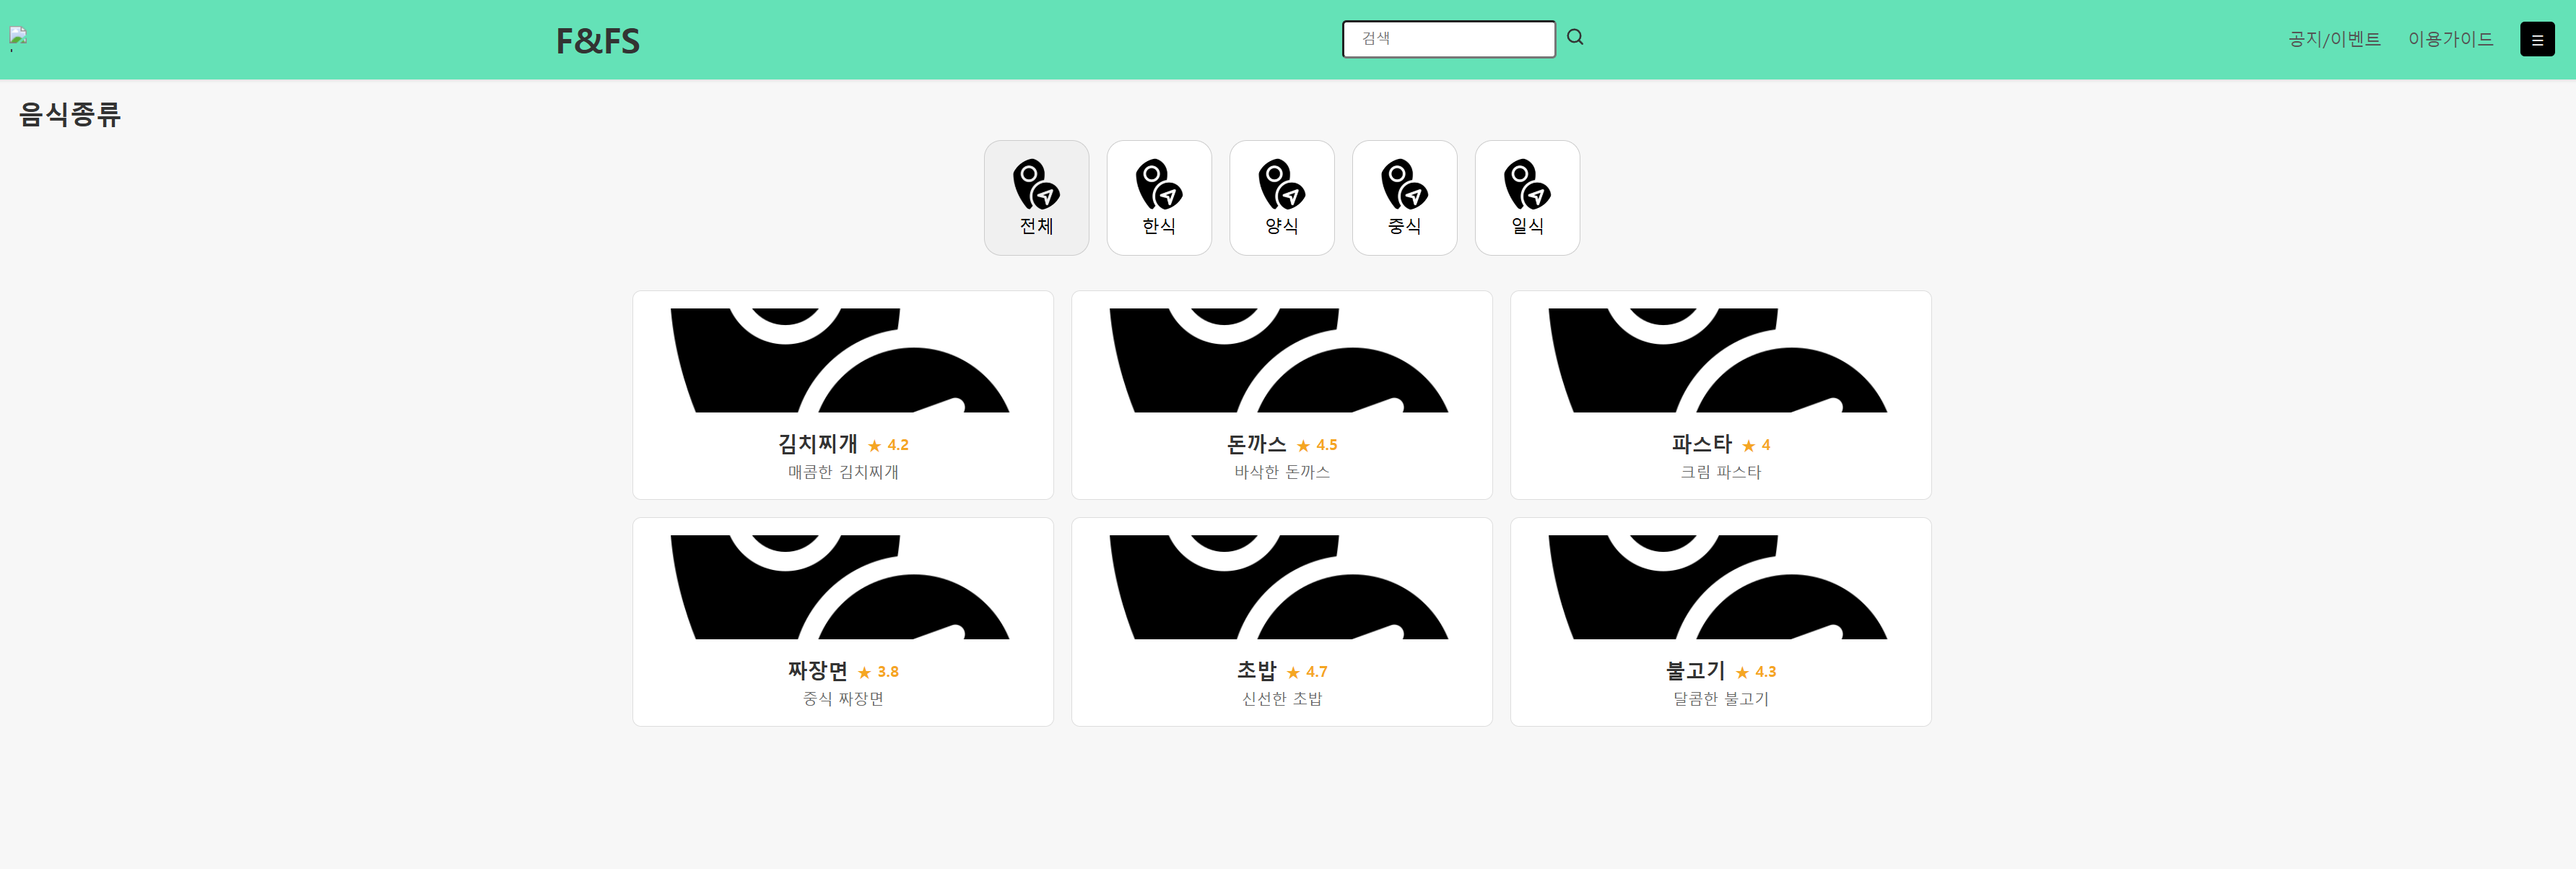 F&FS
검색
공지/이벤트 이용가이드
음식종류
전체 한식 양식 중식 일식
김치찌개 ★ 4.2
매콤한 김치찌개
돈까스 ★ 4.5
바삭한 돈까스
파스타 ★ 4
크림 파스타
짜장면 ★ 3.8
중식 짜장면
초밥 ★ 4.7
신선한 초밥
불고기 ★ 4.3
달콤한 불고기